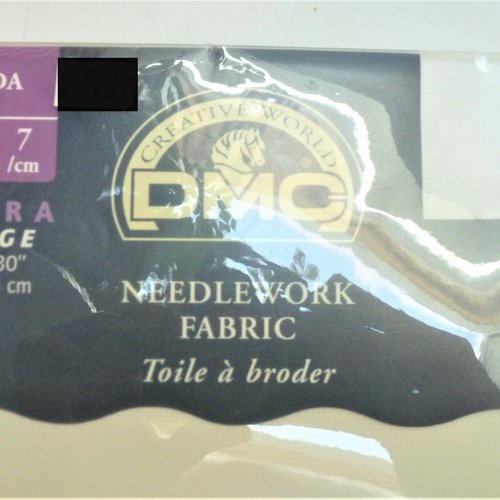 DA
7
/cm
RA
GE
30"
cm
CREATIVE WORLD
DMC
NEEDLEWORK
FABRIC
Toile à broder